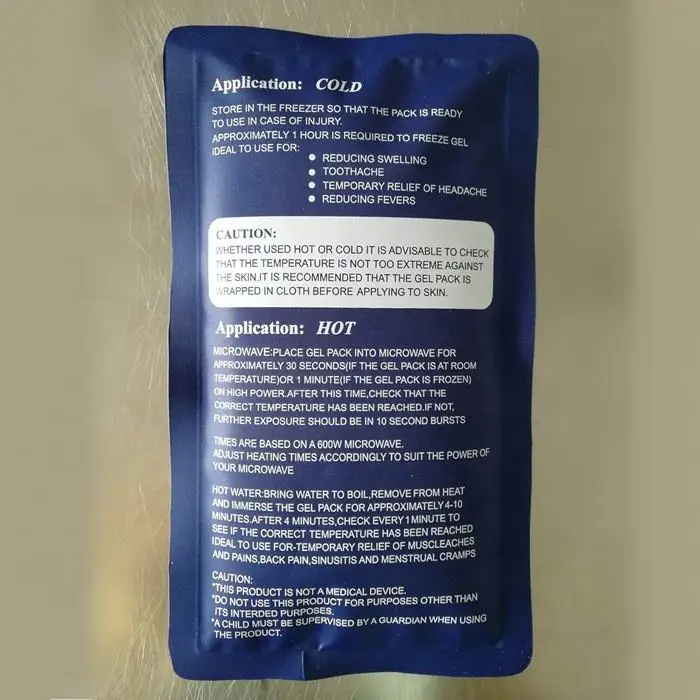 Application: COLD
STORE IN THE FREEZER SO THAT THE PACK IS READY
TO USE IN CASE OF INJURY.
APPROXIMATELY 1 HOUR IS REQUIRED TO FREEZE GEL
IDEAL TO USE FOR:
● REDUCING SWELLING
● TOOTHACHE
● TEMPORARY RELIEF OF HEADACHE
● REDUCING FEVERS
CAUTION:
WHETHER USED HOT OR COLD IT IS ADVISABLE TO CHECK
THAT THE TEMPERATURE IS NOT TOO EXTREME AGAINST
THE SKIN.IT IS RECOMMENDED THAT THE GEL PACK IS
WRAPPED IN CLOTH BEFORE APPLYING TO SKIN.
Application: HOT
MICROWAVE:PLACE GEL PACK INTO MICROWAVE FOR
APPROXIMATELY 30 SECONDS(IF THE GEL PACK IS AT ROOM
TEMPERATURE)OR 1 MINUTE(IF THE GEL PACK IS FROZEN)
ON HIGH POWER.AFTER THIS TIME,CHECK THAT THE
CORRECT TEMPERATURE HAS BEEN REACHED.IF NOT,
FURTHER EXPOSURE SHOULD BE IN 10 SECOND BURSTS
TIMES ARE BASED ON A 600W MICROWAVE.
ADJUST HEATING TIMES ACCORDINGLY TO SUIT THE POWER OF
YOUR MICROWAVE
HOT WATER:BRING WATER TO BOIL,REMOVE FROM HEAT
AND IMMERSE THE GEL PACK FOR APPROXIMATELY 4-10
MINUTES.AFTER 4 MINUTES,CHECK EVERY 1 MINUTE TO
SEE IF THE CORRECT TEMPERATURE HAS BEEN REACHED
IDEAL TO USE FOR-TEMPORARY RELIEF OF MUSCLEACHES
AND PAINS,BACK PAIN,SINUSITIS AND MENSTRUAL CRAMPS
CAUTION:
*THIS PRODUCT IS NOT A MEDICAL DEVICE.
*DO NOT USE THIS PRODUCT FOR PURPOSES OTHER THAN
ITS INTERDED PURPOSES.
*A CHILD MUST BE SUPERVISED BY A GUARDIAN WHEN USING
THE PRODUCT.